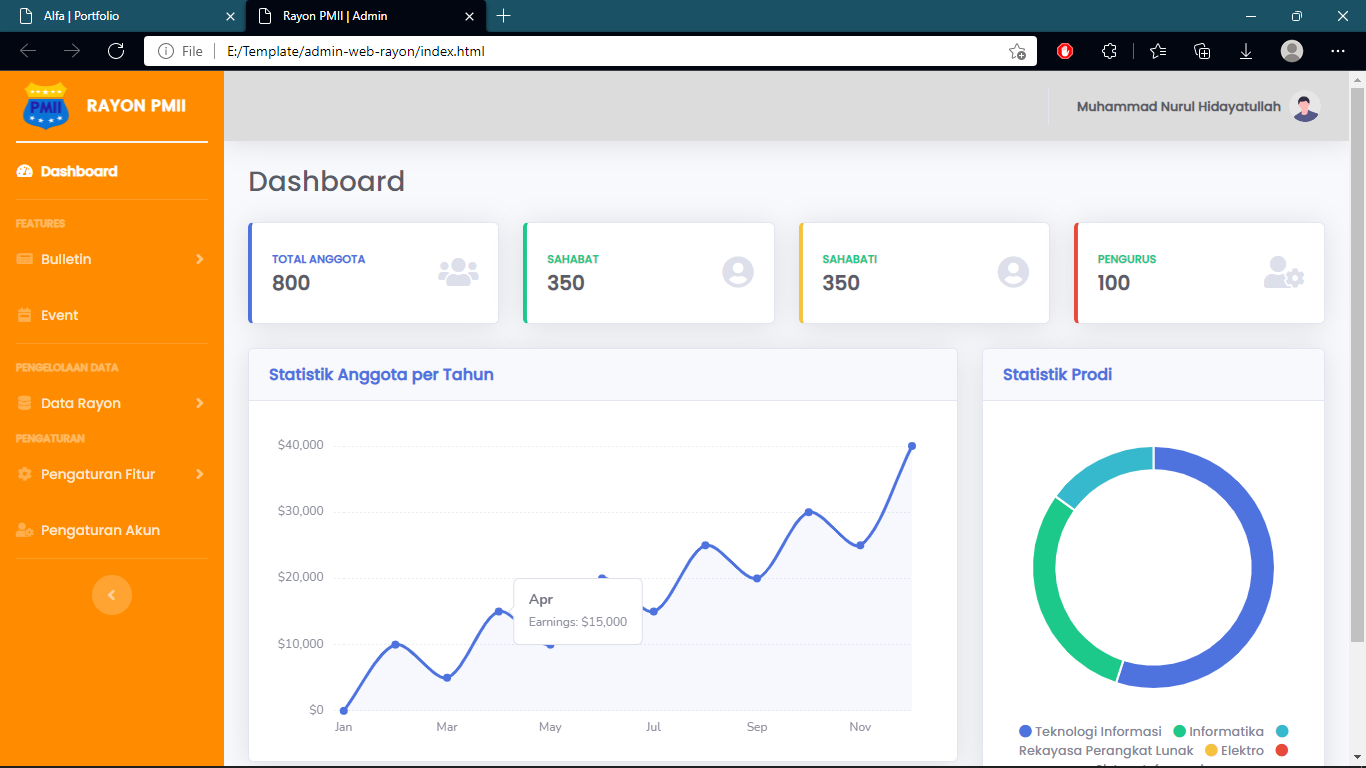 Alfa | Portfolio
Rayon PMII | Admin
File
E:/Template/admin-web-rayon/index.html
PMII
RAYON PMII
Muhammad Nurul Hidayatullah
Dashboard
FEATURES
Bulletin
Event
PENGELOLAAN DATA
Data Rayon
PENGATURAN
Pengaturan Fitur
Pengaturan Akun
Dashboard
TOTAL ANGGOTA
800
SAHABAT
350
SAHABATI
350
PENGURUS
100
Statistik Anggota per Tahun
$40,000
$30,000
$20,000
$10,000
$0
Apr
Earnings: $15,000
Jan Mar May Jul Sep Nov
Statistik Prodi
Teknologi Informasi Informatika
Rekayasa Perangkat Lunak Elektro